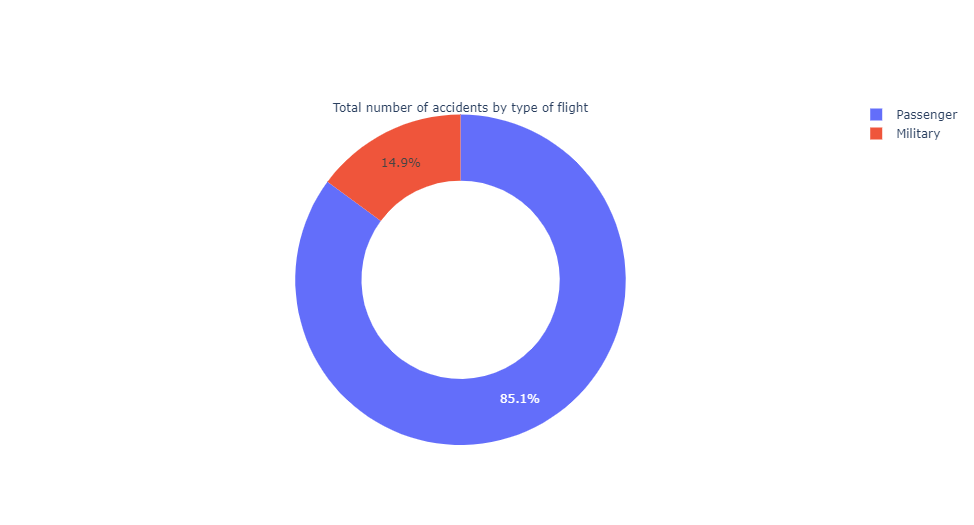 Total number of accidents by type of flight
Passenger
Military
14.9%
85.1%